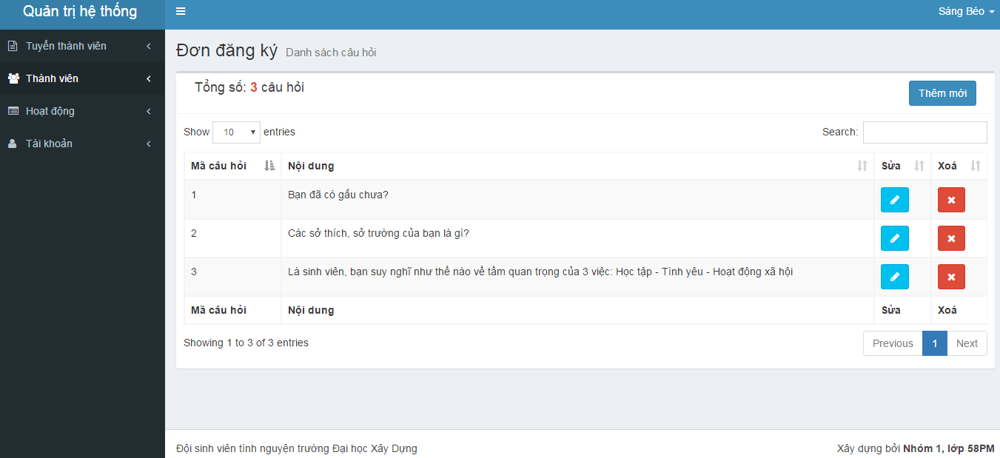 Quản trị hệ thống
Sáng Béo
Tuyển thành viên
Thành viên
Hoạt động
Tài khoản
Đơn đăng ký Danh sách câu hỏi
Tổng số: 3 câu hỏi
Thêm mới
Show 10 entries
Search:
Mã câu hỏi Nội dung Sửa Xoá
1 Bạn đã có gấu chưa?
2 Các sở thích, sở trường của bạn là gì?
3 Là sinh viên, bạn suy nghĩ như thế nào về tầm quan trọng của 3 việc: Học tập - Tình yêu - Hoạt động xã hội
Mã câu hỏi Nội dung Sửa Xoá
Showing 1 to 3 of 3 entries
Previous 1 Next
Đội sinh viên tình nguyện trường Đại học Xây Dựng
Xây dựng bởi Nhóm 1, lớp 58PM